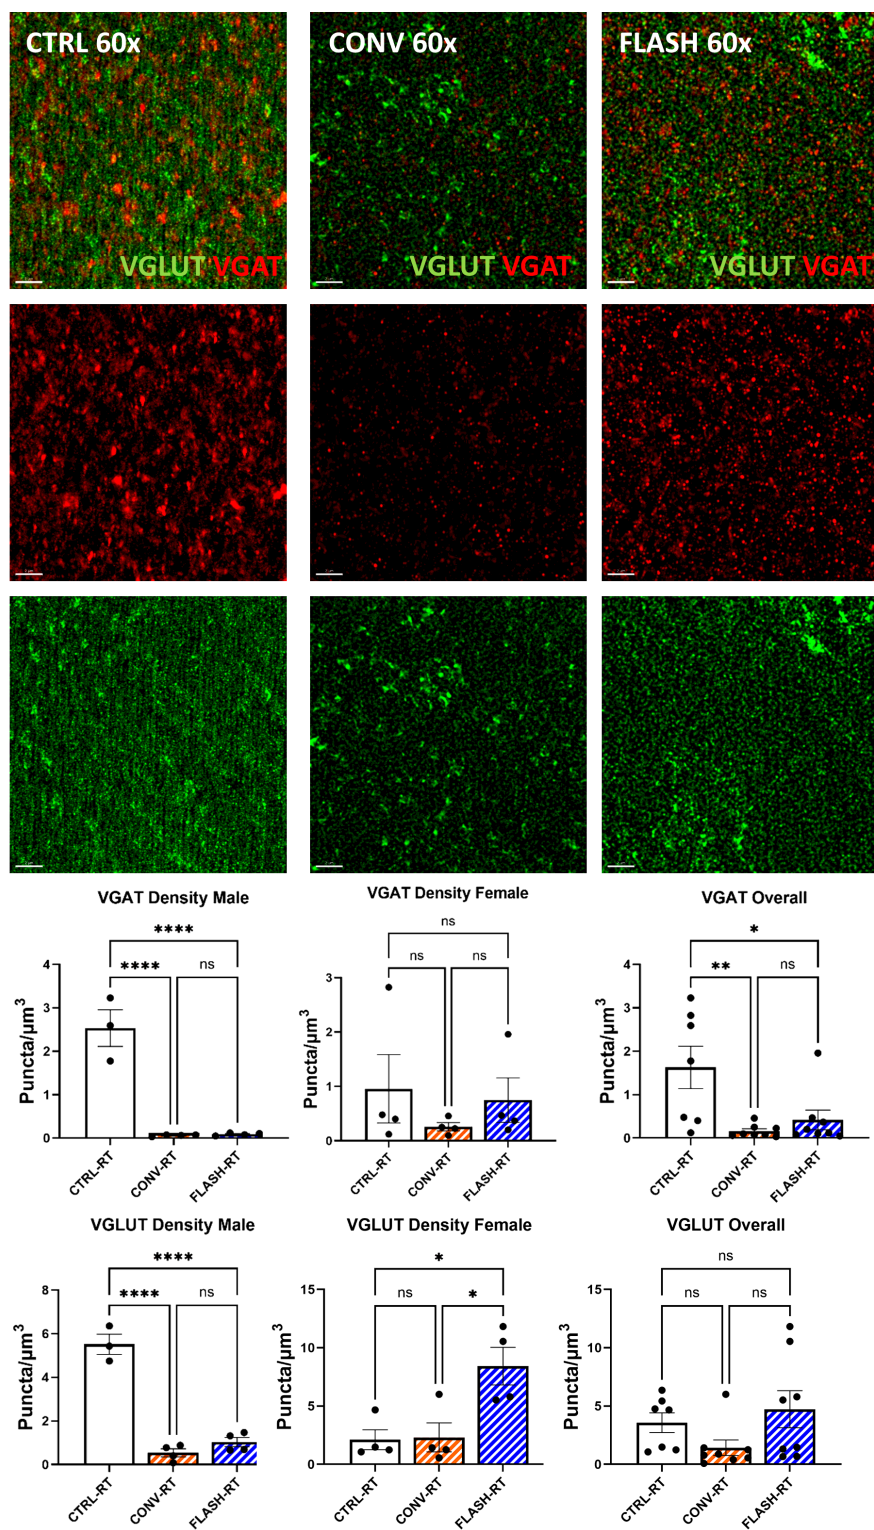 CTRL 60x
CONV 60x
FLASH 60x
VGLUT VGAT
VGLUT VGAT
VGLUT VGAT
VGAT Density Male
VGAT Density Female
VGAT Overall
****
****
ns
Puncta/µm³
4
3
2
1
0
CTRL-RT
CONV-RT
FLASH-RT
ns
ns
ns
Puncta/µm³
3
2
1
0
CTRL-RT
CONV-RT
FLASH-RT
*
**
ns
Puncta/µm³
4
3
2
1
0
CTRL-RT
CONV-RT
FLASH-RT
VGLUT Density Male
VGLUT Density Female
VGLUT Overall
****
****
ns
Puncta/µm³
8
6
4
2
0
CTRL-RT
CONV-RT
FLASH-RT
*
ns
*
Puncta/µm³
15
10
5
0
CTRL-RT
CONV-RT
FLASH-RT
ns
ns
ns
Puncta/µm³
15
10
5
0
CTRL-RT
CONV-RT
FLASH-RT